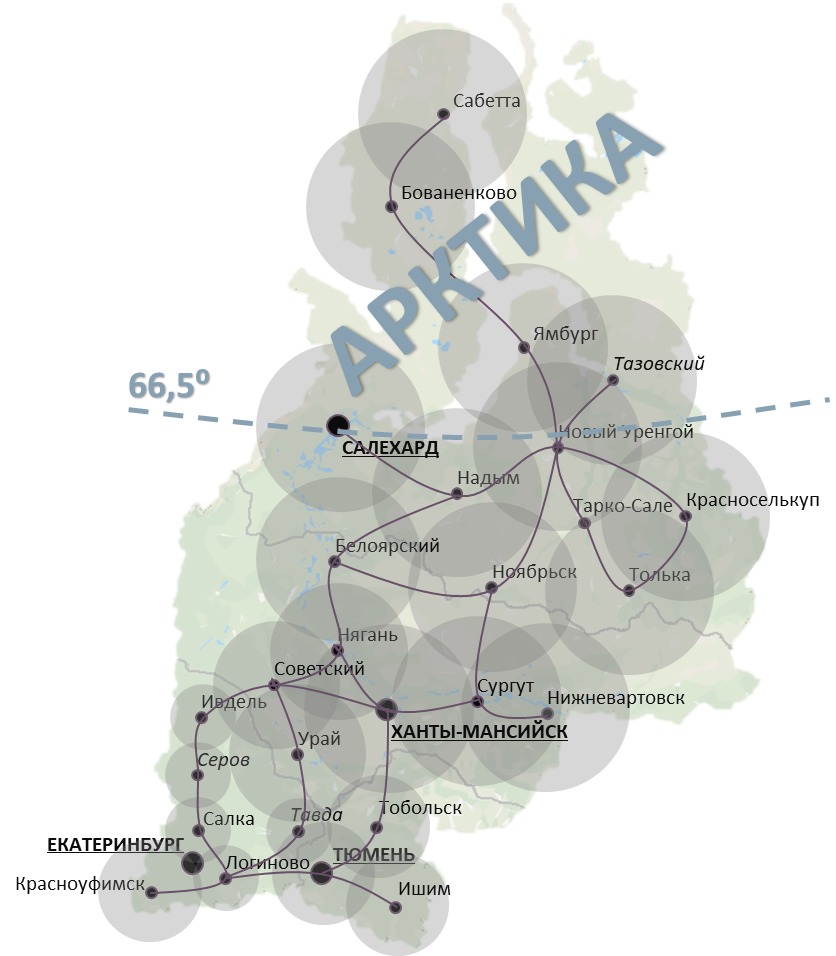 Сабетта
Бованенково
АРКТИКА
Ямбург
Тазовский
66,5⁰
Новый Уренгой
САЛЕХАРД
Надым
Красноселькуп
Тарко-Сале
Белоярский
Ноябрьск
Толька
Нягань
Советский
Сургут
Нижневартовск
Ивдель
ХАНТЫ-МАНСИЙСК
Урай
Серов
Тобольск
Салка
Тавда
ЕКАТЕРИНБУРГ
Логиново
ТЮМЕНЬ
Красноуфимск
Ишим